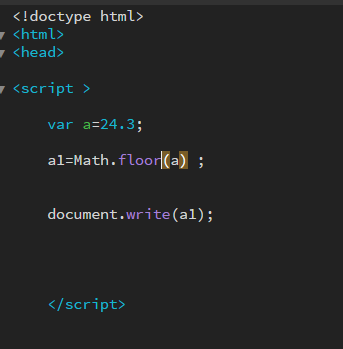 <!doctype html>
<html>
<head>
<script >
var a=24.3;
a1=Math.floor(a) ;
document.write(a1);
</script>